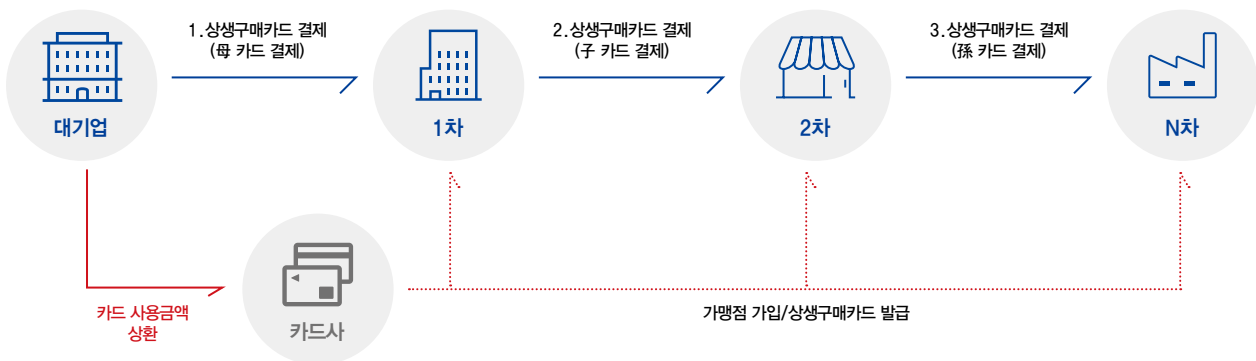 1.상생구매카드 결제
(母 카드 결제)
2.상생구매카드 결제
(子 카드 결제)
3.상생구매카드 결제
(孫 카드 결제)
대기업
1차
2차
N차
카드 사용금액
상환
카드사
가맹점 가입/상생구매카드 발급